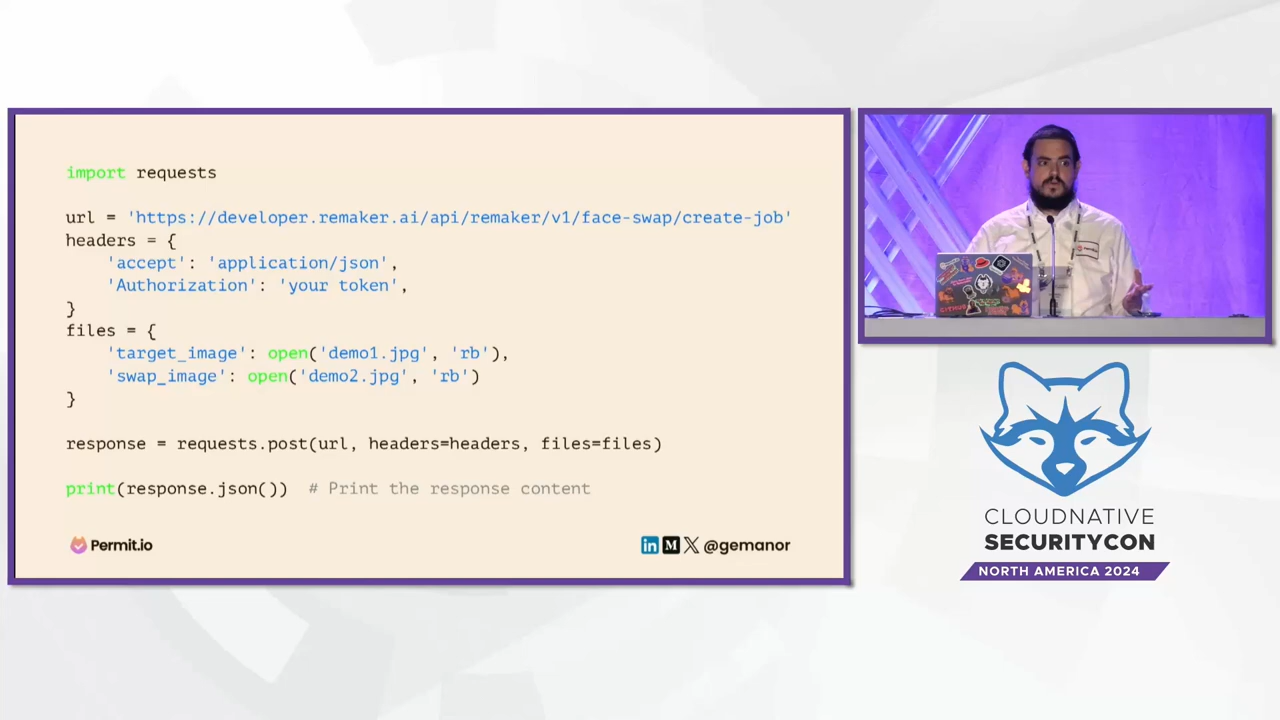 import requests
url = 'https://developer.remaker.ai/api/remaker/v1/face-swap/create-job'
headers = {
    'accept': 'application/json',
    'Authorization': 'your token',
}
files = {
    'target_image': open('demo1.jpg', 'rb'),
    'swap_image': open('demo2.jpg', 'rb')
}
response = requests.post(url, headers=headers, files=files)
print(response.json())  # Print the response content
Permit.io
in M X @gemanor
CLOUDNATIVE
SECURITYCON
NORTH AMERICA 2024